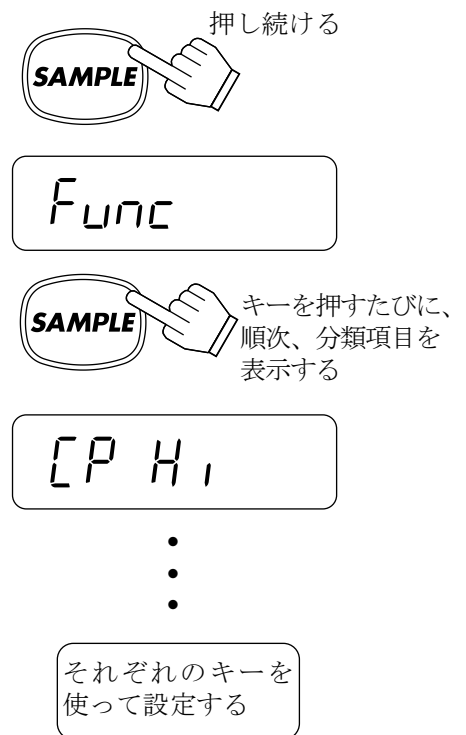 押し続ける
SAMPLE
Func
SAMPLE
キーを押すたびに、
順次、分類項目を
表示する
CP Hi
それぞれのキーを
使って設定する